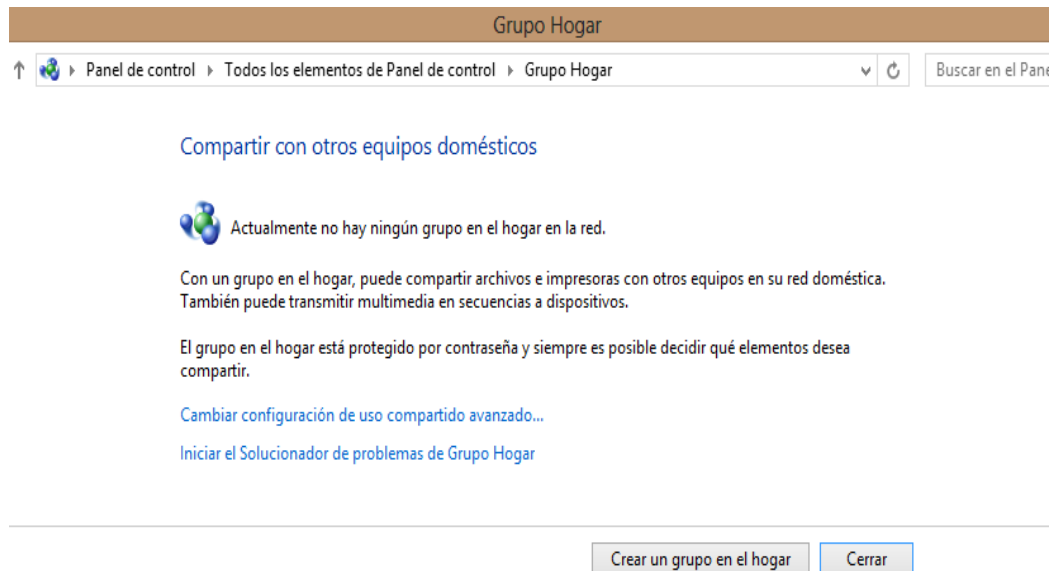 Grupo Hogar
Panel de control Todos los elementos de Panel de control Grupo Hogar
Buscar en el Pane
Compartir con otros equipos domésticos
Actualmente no hay ningún grupo en el hogar en la red.
Con un grupo en el hogar, puede compartir archivos e impresoras con otros equipos en su red doméstica.
También puede transmitir multimedia en secuencias a dispositivos.
El grupo en el hogar está protegido por contraseña y siempre es posible decidir qué elementos desea
compartir.
Cambiar configuración de uso compartido avanzado...
Iniciar el Solucionador de problemas de Grupo Hogar
Crear un grupo en el hogar
Cerrar